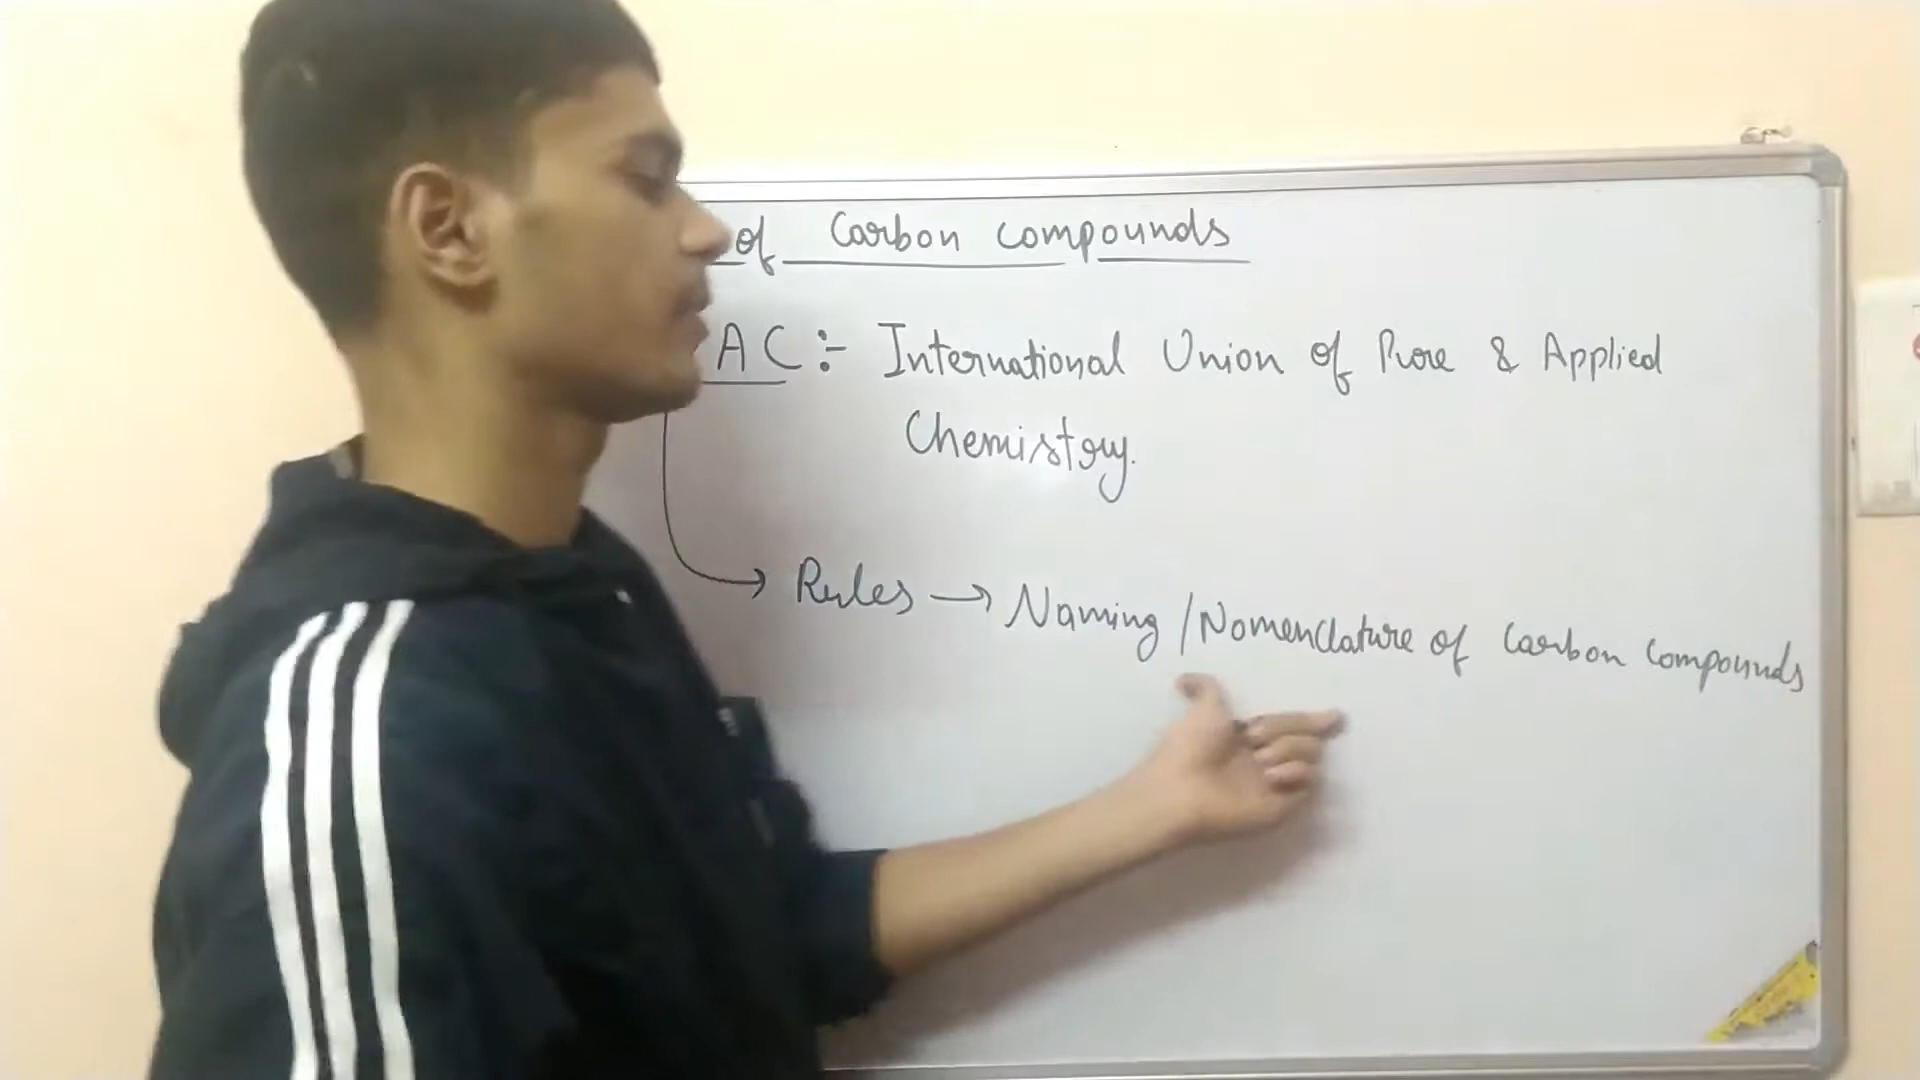 of Carbon compounds
AC :- International Union of Pure & Applied
Chemistry.
Rules → Naming / Nomenclature of Carbon Compounds